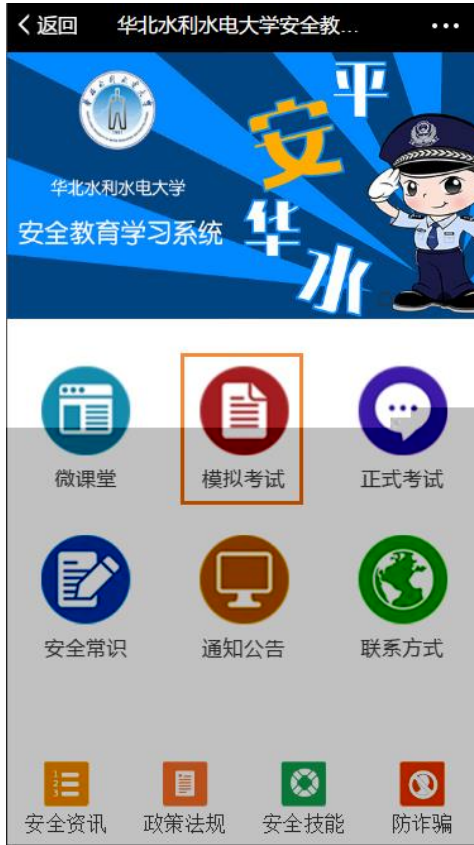 返回 华北水利水电大学安全教...
平
安
华
水
华北水利水电大学
安全教育学习系统
微课堂 模拟考试 正式考试
安全常识 通知公告 联系方式
安全资讯 政策法规 安全技能 防诈骗